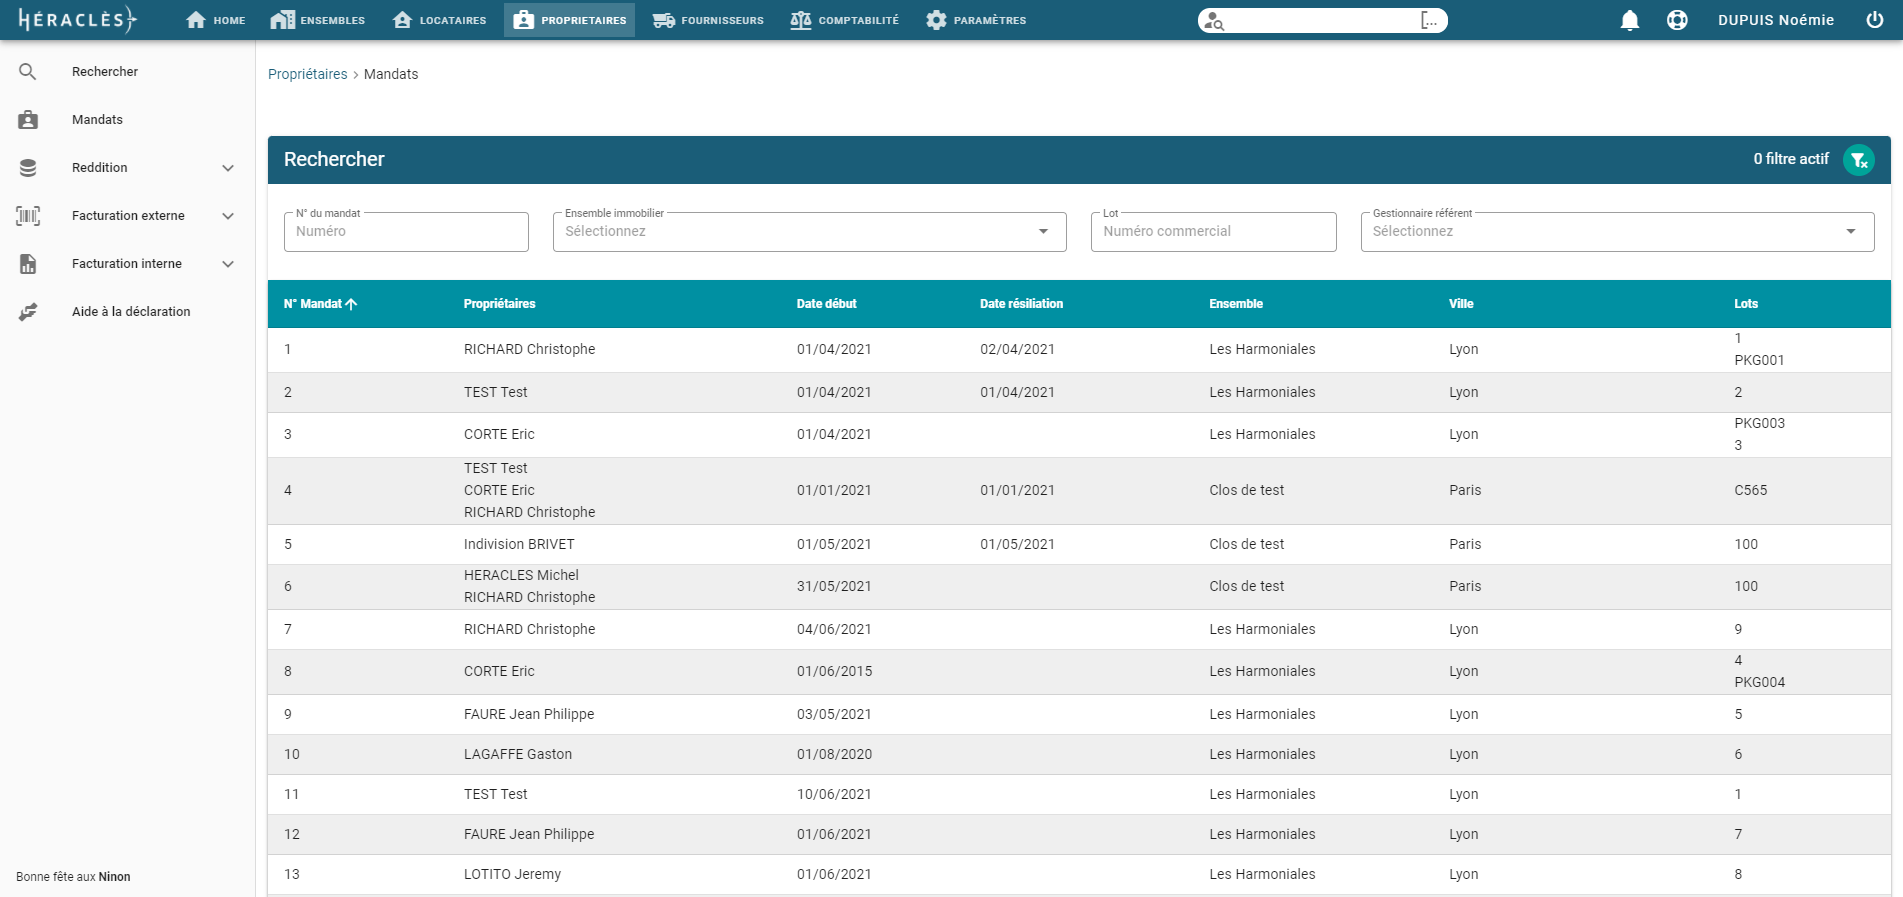 HÉRACLÈS
HOME ENSEMBLES LOCATAIRES PROPRIETAIRES FOURNISSEURS COMPTABILITÉ PARAMÈTRES [... DUPUIS Noémie
Rechercher
Mandats
Reddition
Facturation externe
Facturation interne
Aide à la déclaration
Bonne fête aux Ninon
Propriétaires > Mandats
Rechercher 0 filtre actif
N° du mandat Ensemble immobilier Lot Gestionnaire référent
Numéro Sélectionnez Numéro commercial Sélectionnez
N° Mandat Propriétaires Date début Date résiliation Ensemble Ville Lots
1 RICHARD Christophe 01/04/2021 02/04/2021 Les Harmoniales Lyon 1
PKG001
2 TEST Test 01/04/2021 01/04/2021 Les Harmoniales Lyon 2
3 CORTE Eric 01/04/2021 Les Harmoniales Lyon PKG003
3
4 TEST Test
CORTE Eric 01/01/2021 01/01/2021 Clos de test Paris C565
RICHARD Christophe
5 Indivision BRIVET 01/05/2021 01/05/2021 Clos de test Paris 100
6 HERACLES Michel 31/05/2021 Clos de test Paris 100
RICHARD Christophe
7 RICHARD Christophe 04/06/2021 Les Harmoniales Lyon 9
8 CORTE Eric 01/06/2015 Les Harmoniales Lyon 4
PKG004
9 FAURE Jean Philippe 03/05/2021 Les Harmoniales Lyon 5
10 LAGAFFE Gaston 01/08/2020 Les Harmoniales Lyon 6
11 TEST Test 10/06/2021 Les Harmoniales Lyon 1
12 FAURE Jean Philippe 01/06/2021 Les Harmoniales Lyon 7
13 LOTITO Jeremy 01/06/2021 Les Harmoniales Lyon 8